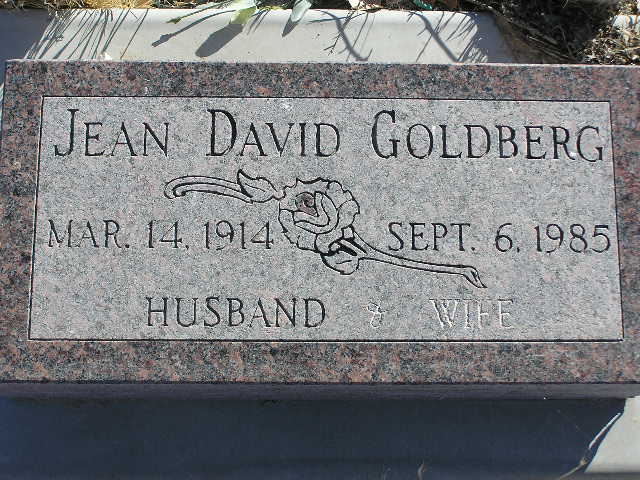 JEAN DAVID GOLDBERG
MAR. 14, 1914 SEPT. 6, 1985
HUSBAND & WIFE